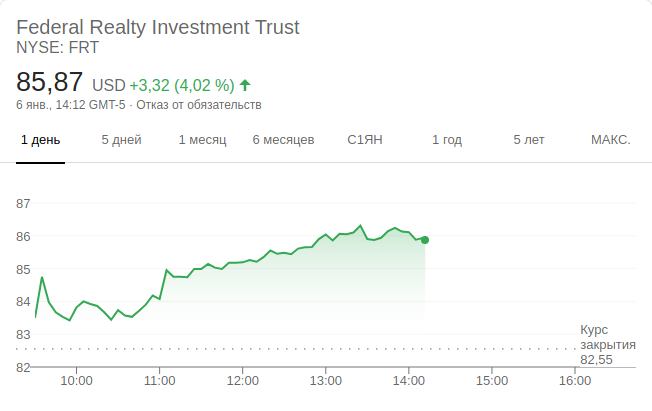 Federal Realty Investment Trust
NYSE: FRT
85,87 USD +3,32 (4,02 %)
6 янв., 14:12 GMT-5 · Отказ от обязательств
1 день 5 дней 1 месяц 6 месяцев С1ЯН 1 год 5 лет МАКС.
87
86
85
84
83
Курс
закрытия
82,55
82
10:00 11:00 12:00 13:00 14:00 15:00 16:00